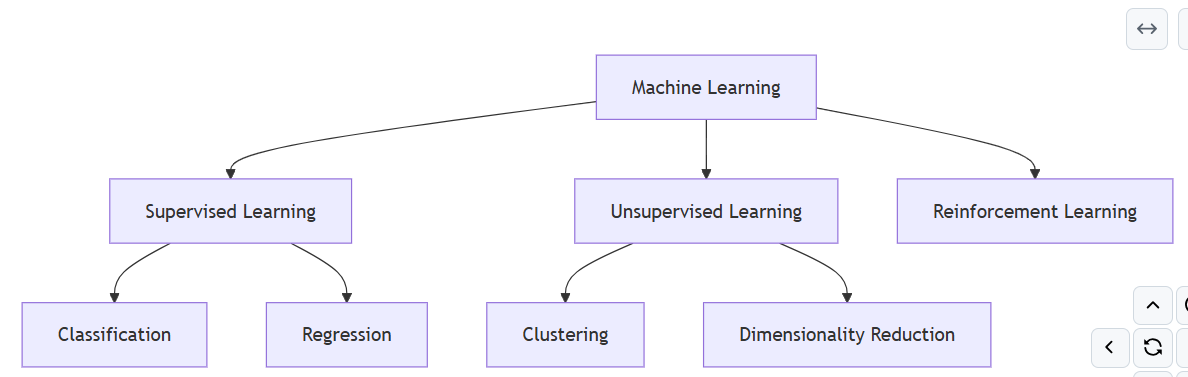 Machine Learning
Supervised Learning
Unsupervised Learning
Reinforcement Learning
Classification
Regression
Clustering
Dimensionality Reduction